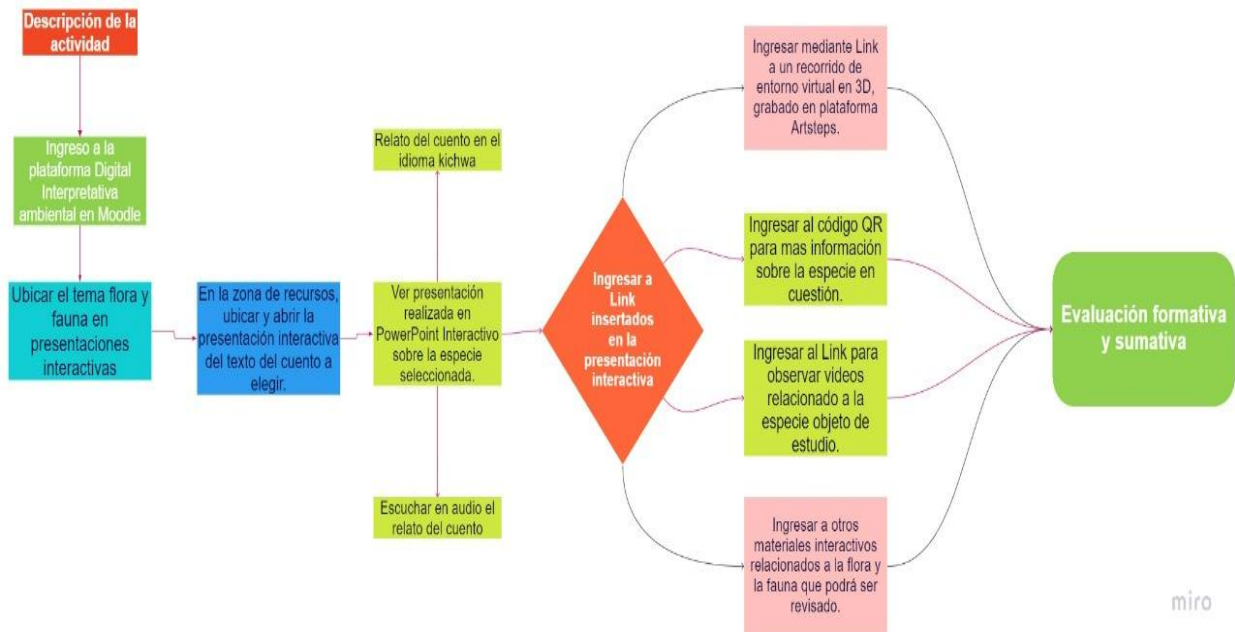 Descripción de la
actividad
Ingreso a la
plataforma Digital
Interpretativa
ambiental en Moodle
Ubicar el tema flora y
fauna en
presentaciones
interactivas
En la zona de recursos,
ubicar y abrir la
presentación interactiva
del texto del cuento a
elegir.
Relato del cuento en el
idioma kichwa
Ver presentación
realizada en
PowerPoint Interactivo
sobre la especie
seleccionada.
Escuchar en audio el
relato del cuento
Ingresar a
Link
insertados
en la
presentación
interactiva
Ingresar mediante Link
a un recorrido de
entorno virtual en 3D,
grabado en plataforma
Artsteps.
Ingresar al código QR
para mas información
sobre la especie en
cuestión.
Ingresar al Link para
observar videos
relacionado a la
especie objeto de
estudio.
Ingresar a otros
materiales interactivos
relacionados a la flora y
la fauna que podrá ser
revisado.
Evaluación formativa
y sumativa
miro